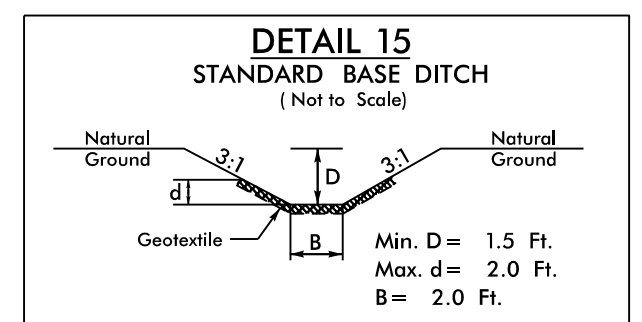 DETAIL 15
STANDARD BASE DITCH
( Not to Scale)
Natural
Ground
3:1
D
3:1
Natural
Ground
d
Geotextile
B
Min. D = 1.5 Ft.
Max. d = 2.0 Ft.
B = 2.0 Ft.